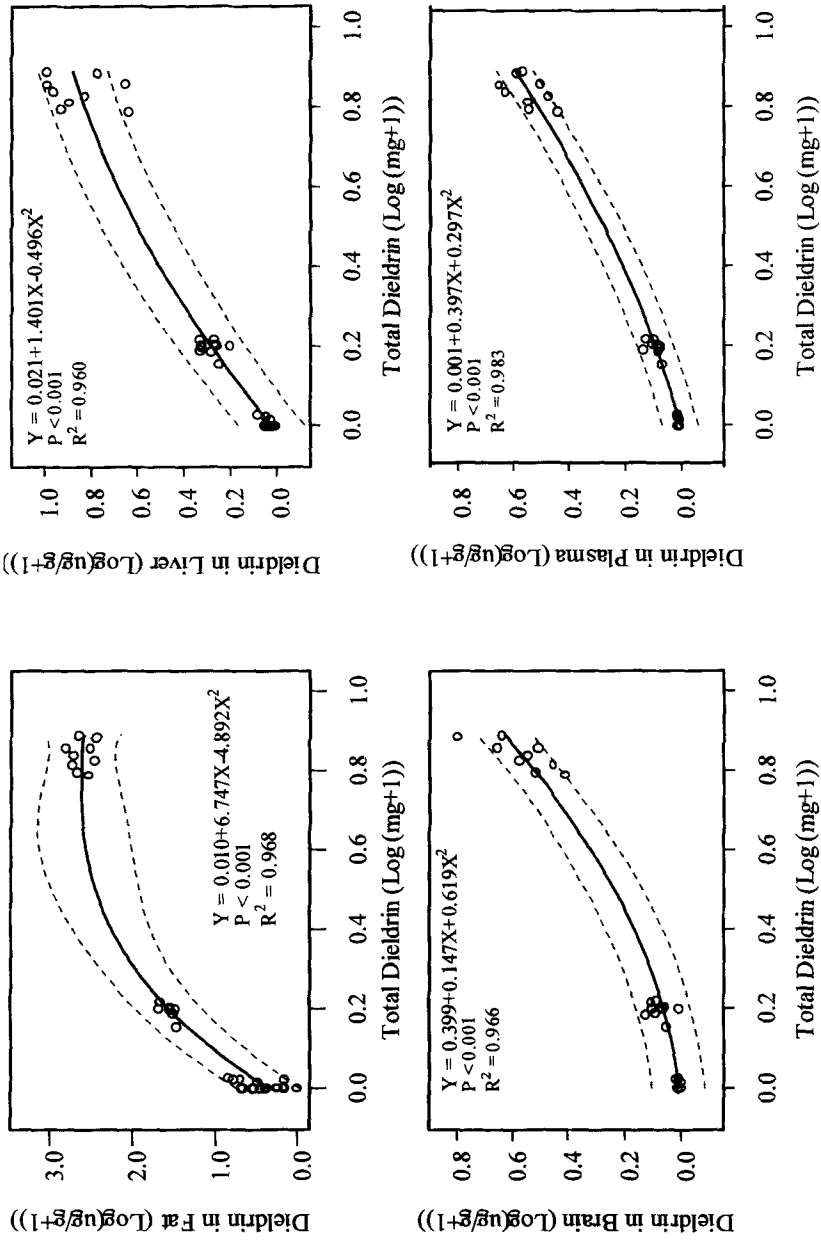 Dieldrin in Fat (Log(ug/g+1))
3.0
2.0
1.0
0.0
Y = 0.010+6.747X-4.892X²
P < 0.001
R² = 0.968
0.0 0.2 0.4 0.6 0.8 1.0
Total Dieldrin (Log (mg+1))
Dieldrin in Liver (Log(ug/g+1))
1.0
0.8
0.6
0.4
0.2
0.0
Y = 0.021+1.401X-0.496X²
P < 0.001
R² = 0.960
0.0 0.2 0.4 0.6 0.8 1.0
Total Dieldrin (Log (mg+1))
Dieldrin in Brain (Log(ug/g+1))
0.8
0.6
0.4
0.2
0.0
Y = 0.399+0.147X+0.619X²
P < 0.001
R² = 0.966
0.0 0.2 0.4 0.6 0.8 1.0
Total Dieldrin (Log (mg+1))
Dieldrin in Plasma (Log(ug/g+1))
0.8
0.6
0.4
0.2
0.0
Y = 0.001+0.397X+0.297X²
P < 0.001
R² = 0.983
0.0 0.2 0.4 0.6 0.8 1.0
Total Dieldrin (Log (mg+1))